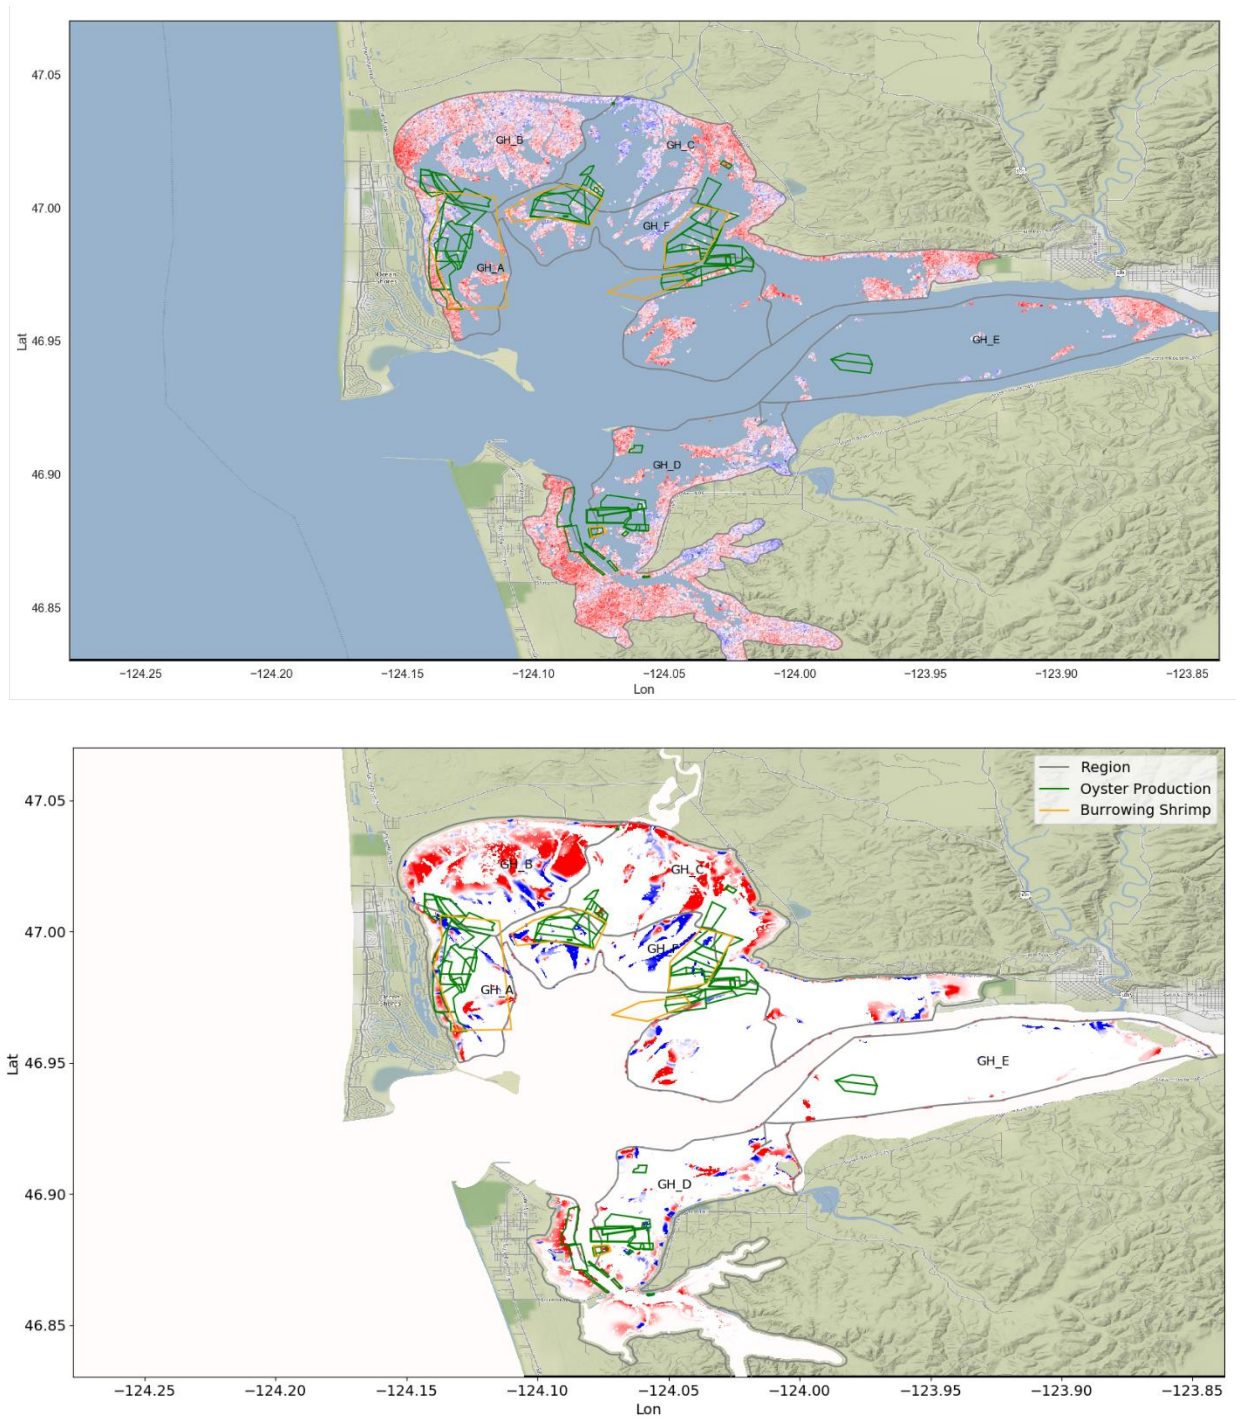 47.05
47.00
46.95
46.90
46.85
Lat
GH_B
GH_C
GH_F
GH_A
GH_E
GH_D
−124.25
−124.20
−124.15
−124.10
−124.05
−124.00
−123.95
−123.90
−123.85
Lon
Region
Oyster Production
Burrowing Shrimp
47.05
47.00
46.95
46.90
46.85
Lat
GH_B
GH_C
GH_F
GH_A
GH_E
GH_D
−124.25
−124.20
−124.15
−124.10
−124.05
−124.00
−123.95
−123.90
−123.85
Lon